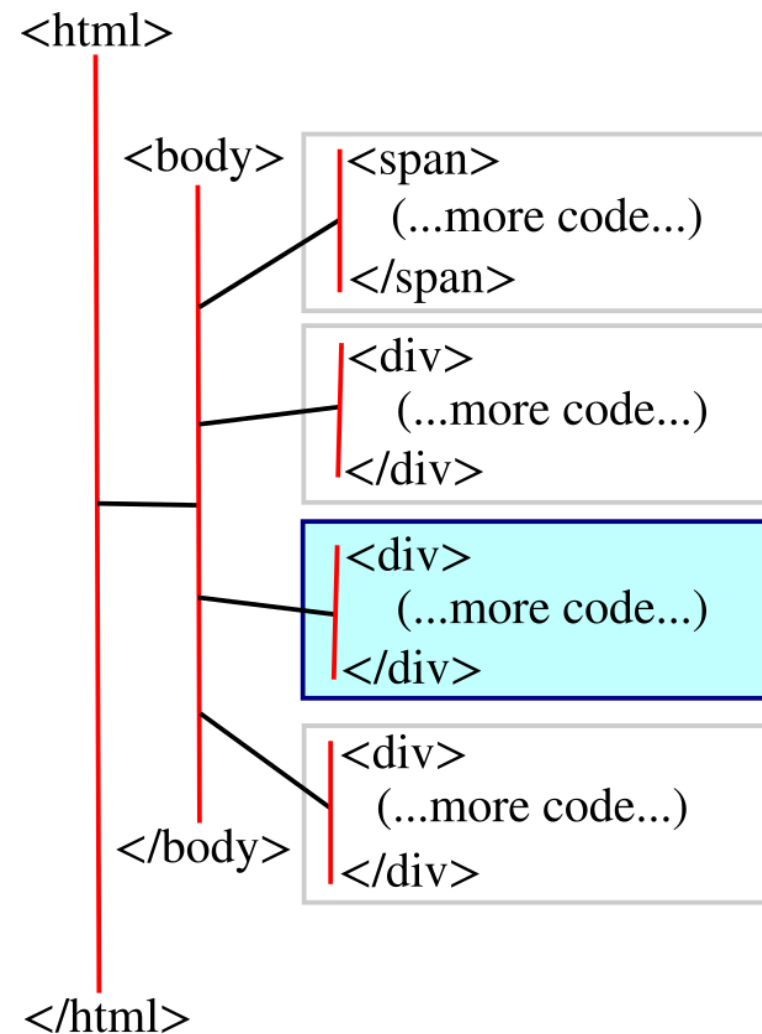 <html>
<body>
<span>
(...more code...)
</span>
<div>
(...more code...)
</div>
<div>
(...more code...)
</div>
<div>
(...more code...)
</div>
</body>
</html>